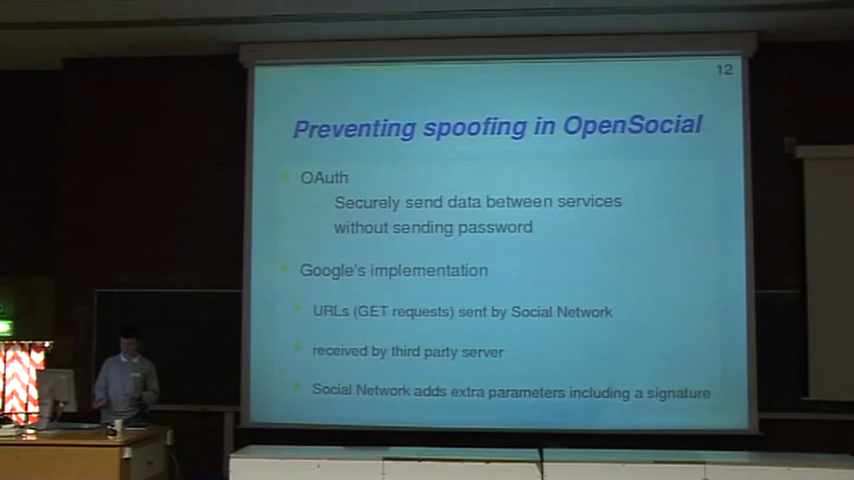 12
Preventing spoofing in OpenSocial
OAuth
Securely send data between services
without sending password
Google's implementation
URLs (GET requests) sent by Social Network
received by third party server
Social Network adds extra parameters including a signature